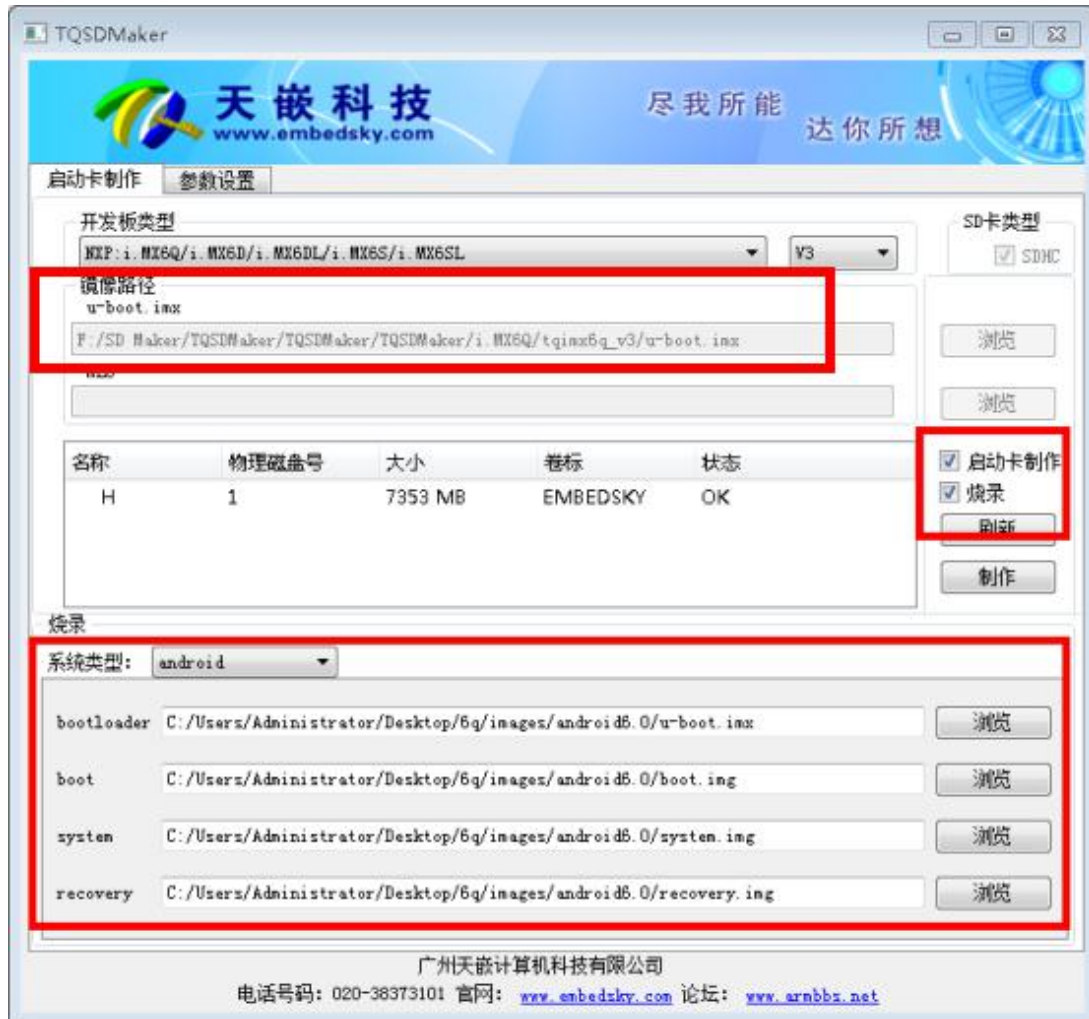 TQSDMaker
天嵌科技
www.embedsky.com
尽我所能
达你所想
启动卡制作 参数设置
开发板类型
SD卡类型
NXP:i.MX6Q/i.MX6D/i.MX6DL/i.MX6S/i.MX6SL V3 SDHC
镜像路径
u-boot.imx
F:/SD Maker/TQSDMaker/TQSDMaker/TQSDMaker/i.MX6Q/tqimx6q_v3/u-boot.imx 浏览
浏览
名称 物理磁盘号 大小 卷标 状态
H 1 7353 MB EMBEDSKY OK
启动卡制作
烧录
刷新
制作
烧录
系统类型: android
bootloader C:/Users/Administrator/Desktop/6q/images/android6.0/u-boot.imx 浏览
boot C:/Users/Administrator/Desktop/6q/images/android6.0/boot.img 浏览
system C:/Users/Administrator/Desktop/6q/images/android6.0/system.img 浏览
recovery C:/Users/Administrator/Desktop/6q/images/android6.0/recovery.img 浏览
广州天嵌计算机科技有限公司
电话号码: 020-38373101 官网: www.embedsky.com 论坛: www.armbbs.net